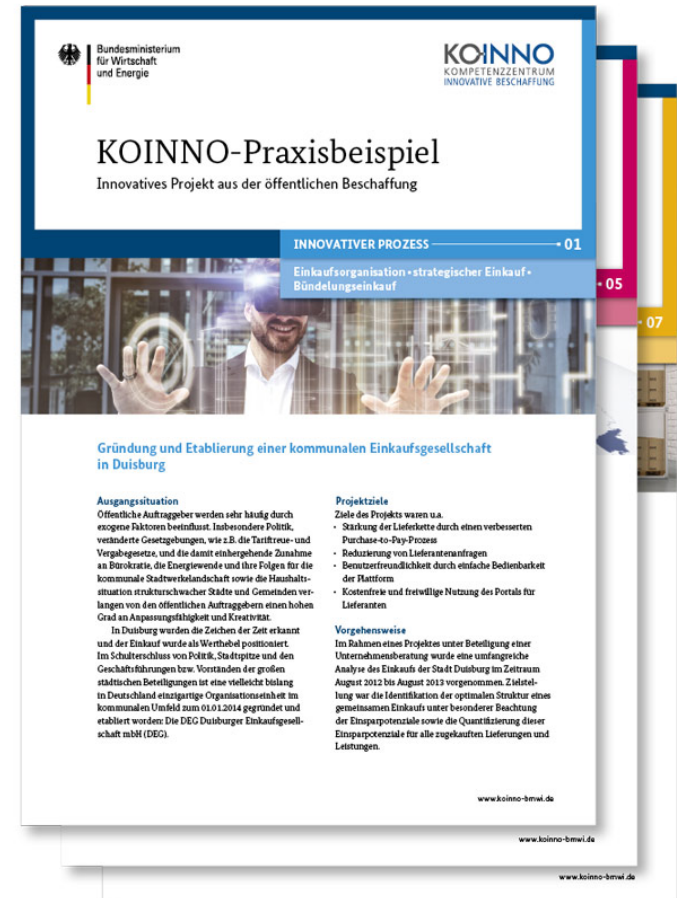 Bundesministerium
für Wirtschaft
und Energie
KOINNO
KOMPETENZZENTRUM
INNOVATIVE BESCHAFFUNG
KOINNO-Praxisbeispiel
Innovatives Projekt aus der öffentlichen Beschaffung
INNOVATIVER PROZESS 01
Einkaufsorganisation • strategischer Einkauf •
Bündelungseinkauf
05
07
Gründung und Etablierung einer kommunalen Einkaufsgesellschaft
in Duisburg
Ausgangssituation
Öffentliche Auftraggeber werden sehr häufig durch
exogene Faktoren beeinflusst. Insbesondere Politik,
veränderte Gesetzgebungen, wie z.B. die Tariftreue- und
Vergabegesetze, und die damit einhergehende Zunahme
an Bürokratie, die Energiewende und ihre Folgen für die
kommunale Stadtwerkelandschaft sowie die Haushalts-
situation strukturschwacher Städte und Gemeinden ver-
langen von den öffentlichen Auftraggebern einen hohen
Grad an Anpassungsfähigkeit und Kreativität.
In Duisburg wurden die Zeichen der Zeit erkannt
und der Einkauf wurde als Werthebel positioniert.
Im Schulterschluss von Politik, Stadtspitze und den
Geschäftsführungen bzw. Vorständen der großen
städtischen Beteiligungen ist eine vielleicht bislang
in Deutschland einzigartige Organisationseinheit im
kommunalen Umfeld zum 01.01.2014 gegründet und
etabliert worden: Die DEG Duisburger Einkaufsgesell-
schaft mbH (DEG).
Projektziele
Ziele des Projekts waren u.a.
• Stärkung der Lieferkette durch einen verbesserten
Purchase-to-Pay-Prozess
• Reduzierung von Lieferantenanfragen
• Benutzerfreundlichkeit durch einfache Bedienbarkeit
der Plattform
• Kostenfreie und freiwillige Nutzung des Portals für
Lieferanten
Vorgehensweise
Im Rahmen eines Projektes unter Beteiligung einer
Unternehmensberatung wurde eine umfangreiche
Analyse des Einkaufs der Stadt Duisburg im Zeitraum
August 2012 bis August 2013 vorgenommen. Zielstel-
lung war die Identifikation der optimalen Struktur eines
gemeinsamen Einkaufs unter besonderer Beachtung
der Einsparpotenziale sowie die Quantifizierung dieser
Einsparpotenziale für alle zugekauften Lieferungen und
Leistungen.
www.koinno-bmwi.de
www.koinno-bmwi.de
www.koinno-bmwi.de